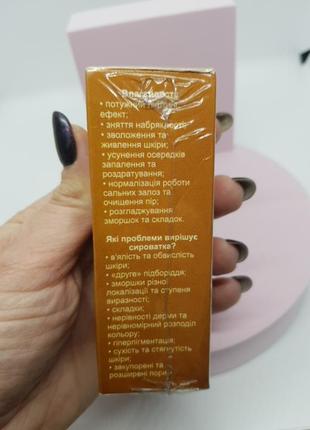 Властивості:
• потужний
ефект;
• зняття набряклості;
• зволоження та
живлення шкіри;
• усунення осередків
запалення та
роздратування;
• нормалізація роботи
сальних залоз та
очищення пір;
• розгладжування
зморшок та складок.
Які проблеми вирішує
сироватка?
• в'ялість та обвислість
шкіри;
• «друге» підборіддя;
• зморшки різної
локалізації та ступеня
виразності;
• складки;
• нерівності дерми та
нерівномірний розподіл
кольору;
• гіперпігментація;
• сухість та стягнутість
шкіри;
• закупорені та
розширені пори.